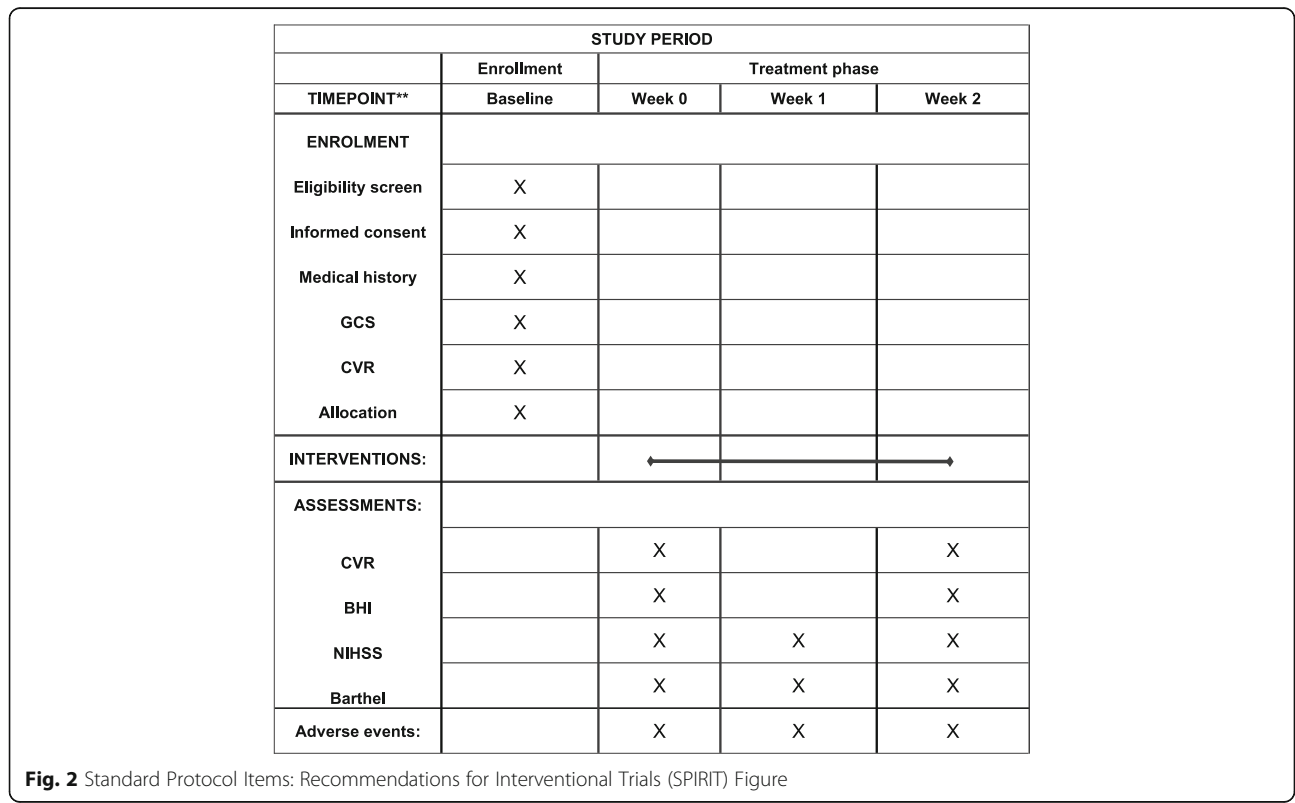 STUDY PERIOD
Enrollment Treatment phase
TIMEPOINT** Baseline Week 0 Week 1 Week 2
ENROLMENT
Eligibility screen X
Informed consent X
Medical history X
GCS X
CVR X
Allocation X
INTERVENTIONS:
ASSESSMENTS:
CVR X X
BHI X X
NIHSS X X X
Barthel X X X
Adverse events: X X X
Fig. 2 Standard Protocol Items: Recommendations for Interventional Trials (SPIRIT) Figure